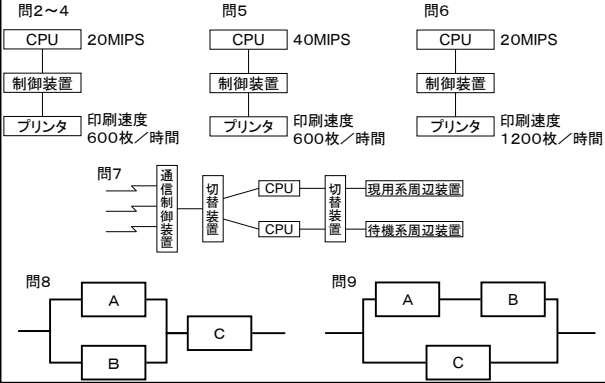 問2～4
CPU 20MIPS
制御装置
プリンタ 印刷速度
600枚／時間
問5
CPU 40MIPS
制御装置
プリンタ 印刷速度
600枚／時間
問6
CPU 20MIPS
制御装置
プリンタ 印刷速度
1200枚／時間
問7
通信制御装置
切替装置
CPU
CPU
切替装置
現用系周辺装置
待機系周辺装置
問8
A
B
C
問9
A
B
C